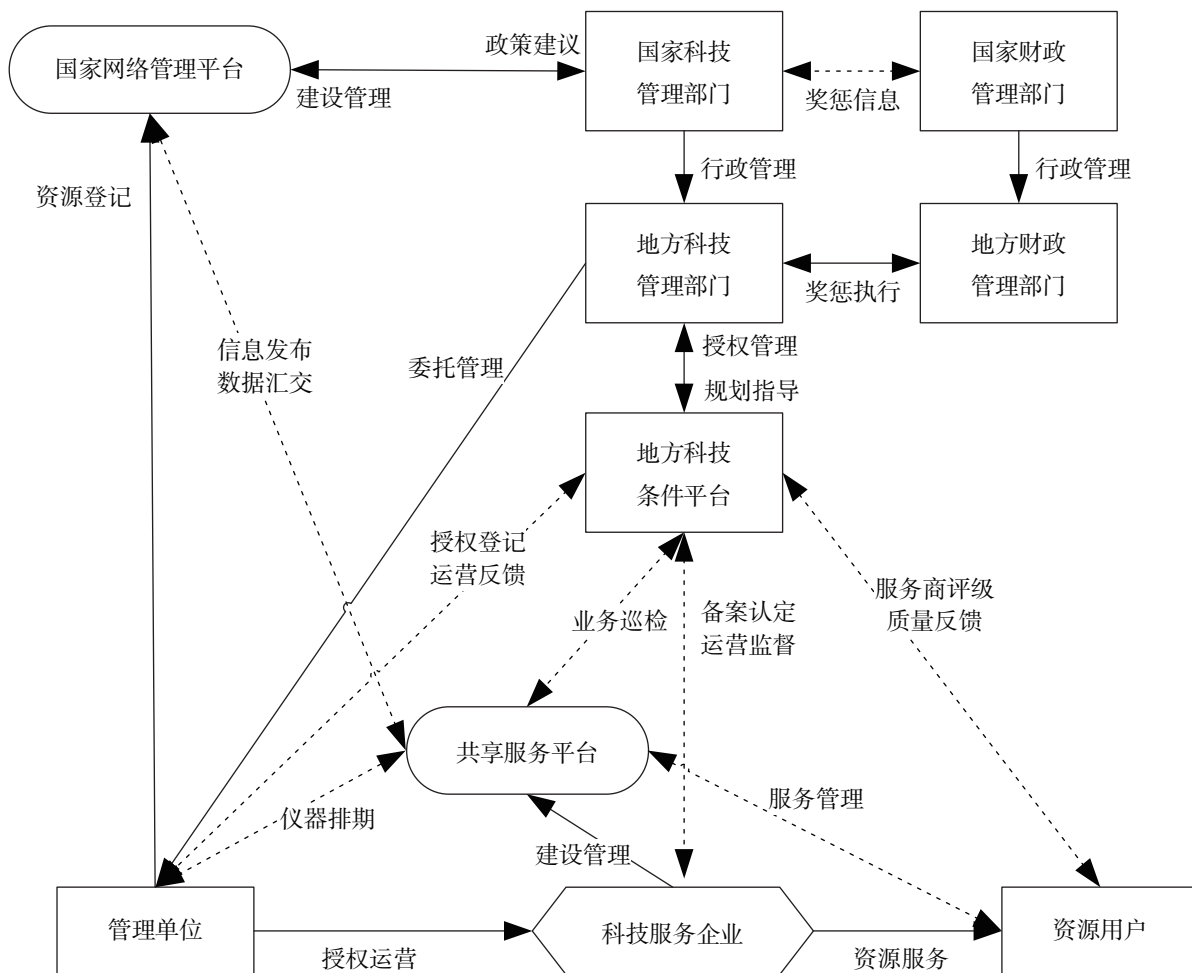 政策建议
国家网络管理平台
建设管理
国家科技
管理部门
奖惩信息
国家财政
管理部门
资源登记
行政管理
行政管理
地方科技
管理部门
奖惩执行
地方财政
管理部门
信息发布
数据汇交
委托管理
授权管理
规划指导
地方科技
条件平台
授权登记
运营反馈
业务巡检
备案认定
运营监督
服务商评级
质量反馈
共享服务平台
仪器排期
服务管理
建设管理
管理单位
授权运营
科技服务企业
资源服务
资源用户